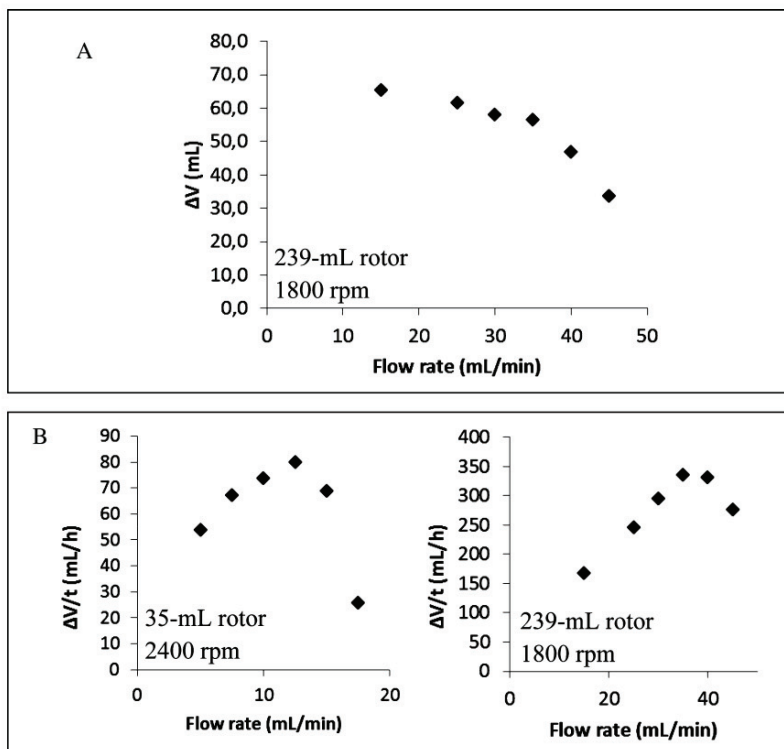 A
80,0
70,0
60,0
50,0
40,0
30,0
20,0
10,0
0,0
ΔV (mL)
239-mL rotor
1800 rpm
0 10 20 30 40 50
Flow rate (mL/min)
B
90
80
70
60
50
40
30
20
10
0
ΔV/t (mL/h)
35-mL rotor
2400 rpm
0 10 20
Flow rate (mL/min)
400
350
300
250
200
150
100
50
0
ΔV/t (mL/h)
239-mL rotor
1800 rpm
0 20 40
Flow rate (mL/min)